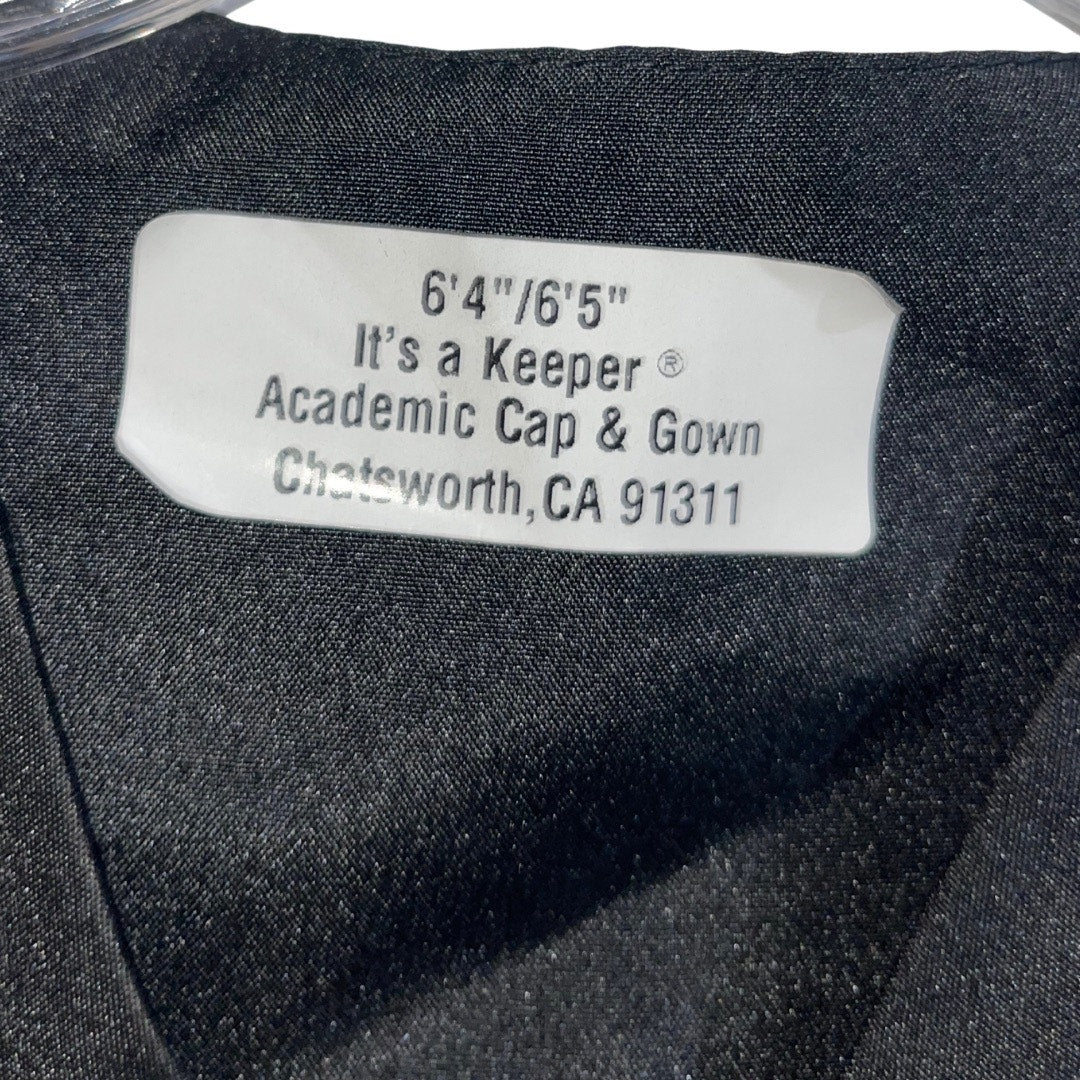 6'4"/6'5"
It's a Keeper ®
Academic Cap & Gown
Chatsworth, CA 91311